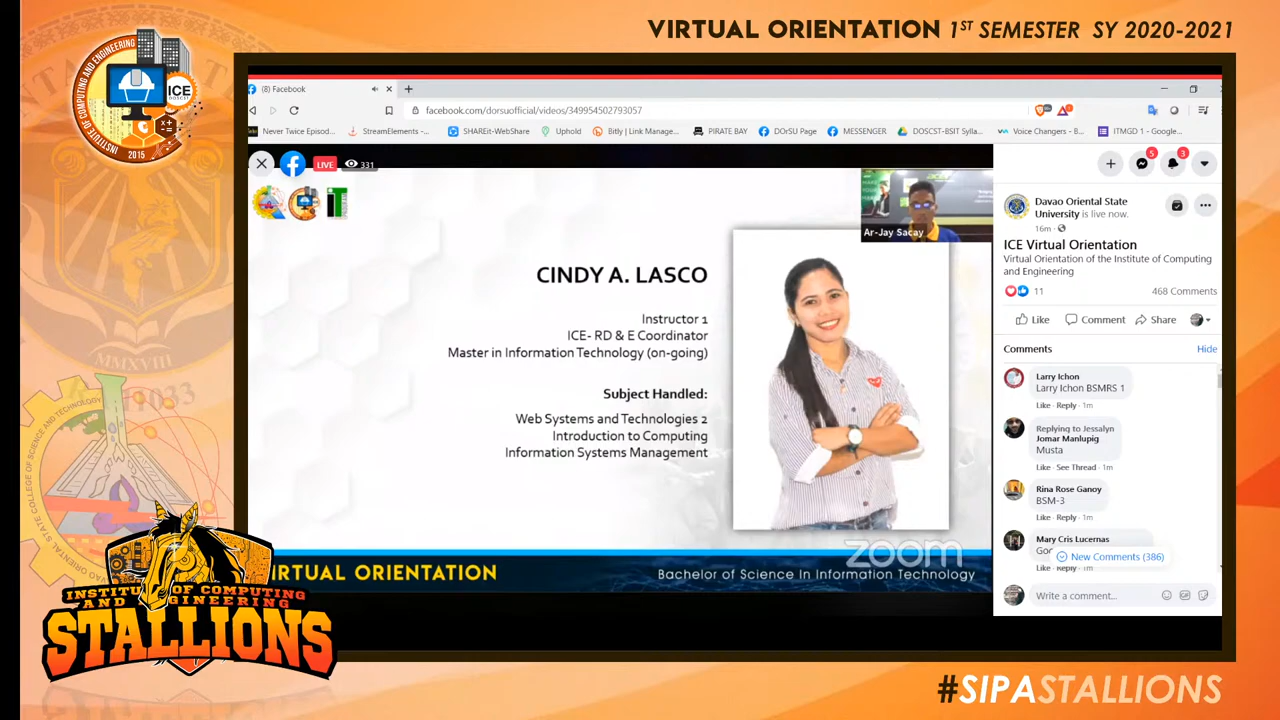 VIRTUAL ORIENTATION 1ST SEMESTER SY 2020-2021
INSTITUTE OF COMPUTING AND ENGINEERING
ICE
DOSCST
2015
(8) Facebook
facebook.com/dorsuofficial/videos/349954502793057
Never Twice Episod...
StreamElements -...
SHAREit-WebShare
Uphold
Bitly | Link Manage...
PIRATE BAY
DOrSU Page
MESSENGER
DOSCST-BSIT Sylla...
Voice Changers - B...
ITMGD 1 - Google...
LIVE
331
Ar-Jay Sacay
CINDY A. LASCO
Instructor 1
ICE- RD & E Coordinator
Master in Information Technology (on-going)
Subject Handled:
Web Systems and Technologies 2
Introduction to Computing
Information Systems Management
zoom
VIRTUAL ORIENTATION
Bachelor of Science In Information Technology
5
3
Davao Oriental State
University is live now.
16m
ICE Virtual Orientation
Virtual Orientation of the Institute of Computing
and Engineering
11
468 Comments
Like
Comment
Share
Comments
Hide
Larry Ichon
Larry Ichon BSMRS 1
Like · Reply · 1m
Replying to Jessalyn
Jomar Manlupig
Musta
Like · See Thread · 1m
Rina Rose Ganoy
BSM-3
Like · Reply · 1m
Mary Cris Lucernas
New Comments (386)
Like · Reply · 1m
Write a comment...
MMXVIII
INSTITUTE OF COMPUTING
AND ENGINEERING
STALLIONS
#SIPASTALLIONS